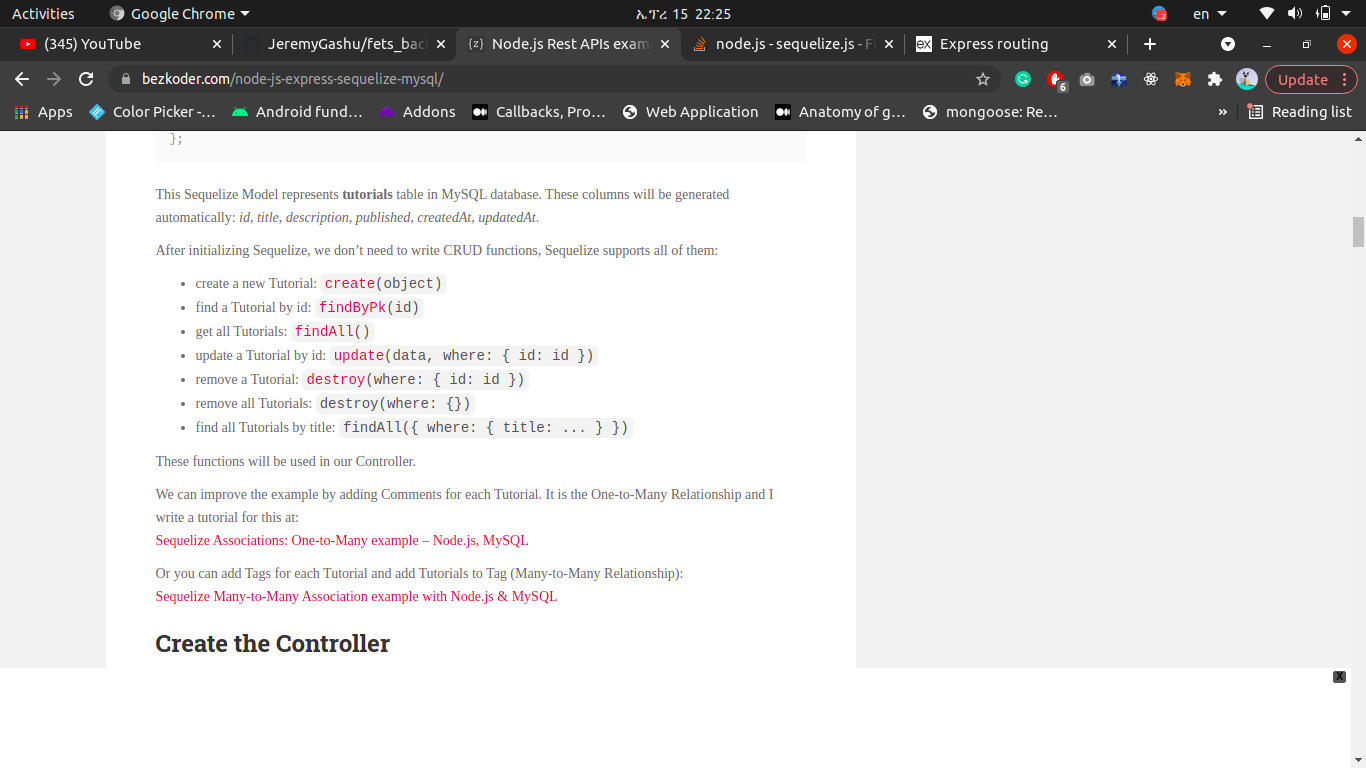 Activities Google Chrome ኤፕሪ 15 22:25 en
(345) YouTube JeremyGashu/fets_bac Node.js Rest APIs exam node.js - sequelize.js - F Express routing
bezkoder.com/node-js-express-sequelize-mysql/ 6 Update
Apps Color Picker -... Android fund... Addons Callbacks, Pro... Web Application Anatomy of g... mongoose: Re... » Reading list
};
This Sequelize Model represents tutorials table in MySQL database. These columns will be generated
automatically: id, title, description, published, createdAt, updatedAt.
After initializing Sequelize, we don’t need to write CRUD functions, Sequelize supports all of them:
• create a new Tutorial: create(object)
• find a Tutorial by id: findByPk(id)
• get all Tutorials: findAll()
• update a Tutorial by id: update(data, where: { id: id })
• remove a Tutorial: destroy(where: { id: id })
• remove all Tutorials: destroy(where: {})
• find all Tutorials by title: findAll({ where: { title: ... } })
These functions will be used in our Controller.
We can improve the example by adding Comments for each Tutorial. It is the One-to-Many Relationship and I
write a tutorial for this at:
Sequelize Associations: One-to-Many example – Node.js, MySQL
Or you can add Tags for each Tutorial and add Tutorials to Tag (Many-to-Many Relationship):
Sequelize Many-to-Many Association example with Node.js & MySQL
Create the Controller
X